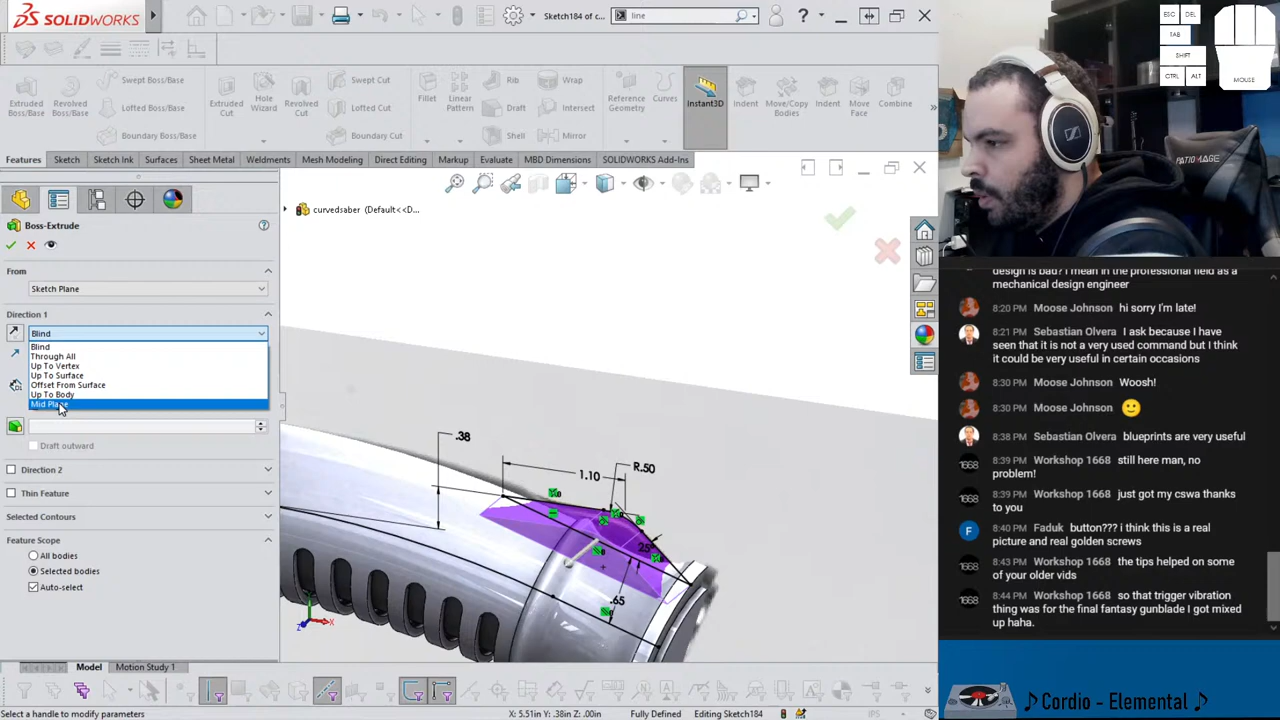 SOLIDWORKS
Sketch184 of c...
line
ESC DEL
TAB
SHIFT
CTRL ALT
MOUSE
Extruded Boss/Base
Revolved Boss/Base
Swept Boss/Base
Lofted Boss/Base
Boundary Boss/Base
Extruded Cut
Hole Wizard
Revolved Cut
Swept Cut
Lofted Cut
Boundary Cut
Fillet
Linear Pattern
Rib
Draft
Shell
Wrap
Intersect
Mirror
Reference Geometry
Curves
Instant3D
Indent
Move/Copy Bodies
Indent
Move Face
Combine
Features Sketch Sketch Ink Surfaces Sheet Metal Weldments Mesh Modeling Direct Editing Markup Evaluate MBD Dimensions SOLIDWORKS Add-Ins
curvedsaber (Default<<D...
Boss-Extrude
From
Sketch Plane
Direction 1
Blind
Blind
Through All
Up To Vertex
Up To Surface
Offset From Surface
Up To Body
Mid Plane
Draft outward
Direction 2
Thin Feature
Selected Contours
Feature Scope
All bodies
Selected bodies
Auto-select
.38
1.10
R.50
25°
.65
Model Motion Study 1
Select a handle to modify parameters
X: 5.51in Y: .38in Z: .00in Fully Defined Editing Sketch184 IPS
design is bad? I mean in the professional field as a
mechanical design engineer
8:20 PM Moose Johnson hi sorry I'm late!
8:21 PM Sebastian Olvera I ask because I have
seen that it is not a very used command but I think
it could be very useful in certain occasions
8:30 PM Moose Johnson Woosh!
8:30 PM Moose Johnson 🙂
8:38 PM Sebastian Olvera blueprints are very useful
1668 8:39 PM Workshop 1668 still here man, no
problem!
1668 8:39 PM Workshop 1668 just got my cswa thanks
to you
F 8:40 PM Faduk button??? i think this is a real
picture and real golden screws
1668 8:43 PM Workshop 1668 the tips helped on some
of your older vids
1668 8:44 PM Workshop 1668 so that trigger vibration
thing was for the final fantasy gunblade I got mixed
up haha.
♪ Cordio - Elemental ♪